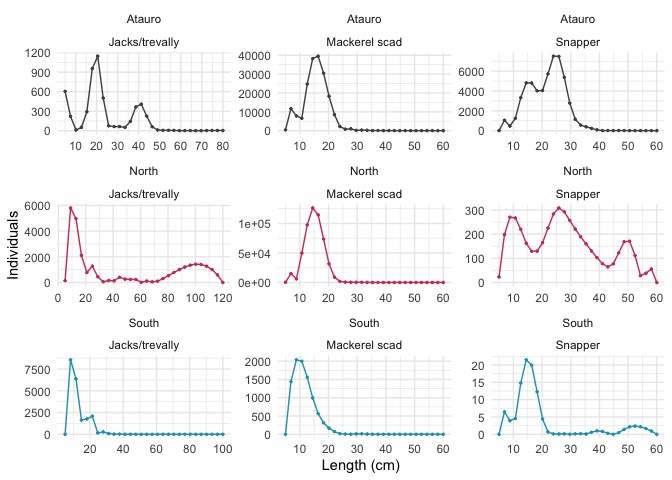 Atauro Atauro Atauro
Jacks/trevally Mackerel scad Snapper
1200
900
600
300
0
40000
30000
20000
10000
0
6000
4000
2000
0
10 20 30 40 50 60 70 80 10 20 30 40 50 60 10 20 30 40 50 60
North North North
Jacks/trevally Mackerel scad Snapper
Individuals
6000
4000
2000
0
1e+05
5e+04
0e+00
300
200
100
0
0 20 40 60 80 100 120 10 20 30 40 50 60 10 20 30 40 50 60
South South South
Jacks/trevally Mackerel scad Snapper
7500
5000
2500
0
2000
1500
1000
500
0
20
15
10
5
0
20 40 60 80 100 10 20 30 40 50 60 10 20 30 40 50 60
Length (cm)